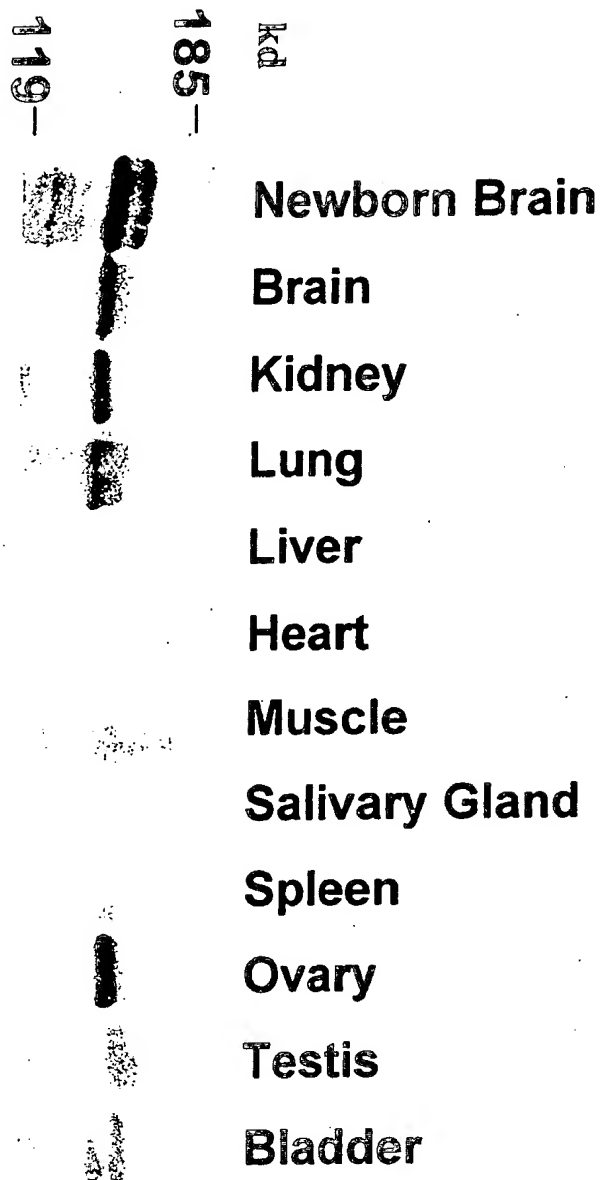 kd
185–
119–
Newborn Brain
Brain
Kidney
Lung
Liver
Heart
Muscle
Salivary Gland
Spleen
Ovary
Testis
Bladder